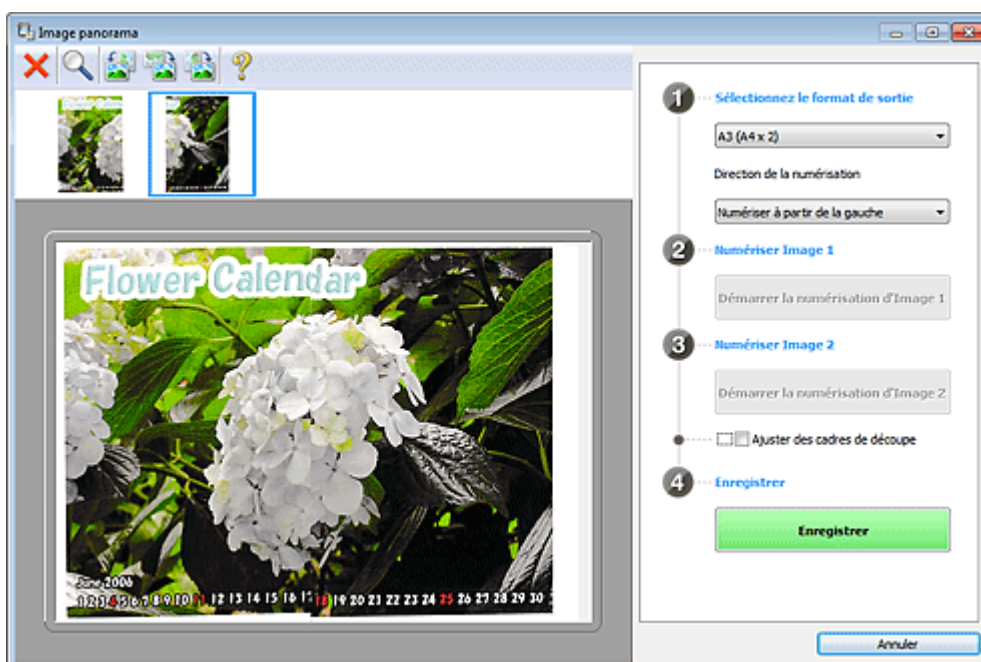 Image panorama
Flower Calendar
June 2006
1 2 3 4 5 6 7 8 9 10 11 12 13 14 15 16 17 18 19 20 21 22 23 24 25 26 27 28 29 30
1
Sélectionnez le format de sortie
A3 (A4 x 2)
Direction de la numérisation
Numériser à partir de la gauche
2
Numériser Image 1
Démarrer la numérisation d'Image 1
3
Numériser Image 2
Démarrer la numérisation d'Image 2
Ajuster des cadres de découpe
4
Enregistrer
Enregistrer
Annuler